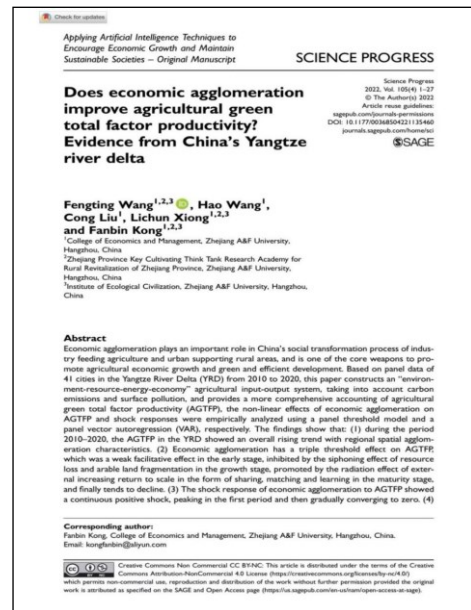 Check for updates
Applying Artificial Intelligence Techniques to
Encourage Economic Growth and Maintain
Sustainable Societies – Original Manuscript
SCIENCE PROGRESS
Does economic agglomeration
improve agricultural green
total factor productivity?
Evidence from China's Yangtze
river delta
Science Progress
2022, Vol. 105(4) 1–27
© The Author(s) 2022
Article reuse guidelines:
sagepub.com/journals-permissions
DOI: 10.1177/00368504221135460
journals.sagepub.com/home/sci
SAGE
Fengting Wang1,2,3, Hao Wang1,
Cong Liu1, Lichun Xiong1,2,3
and Fanbin Kong1,2,3
1College of Economics and Management, Zhejiang A&F University,
Hangzhou, China
2Zhejiang Province Key Cultivating Think Tank Research Academy for
Rural Revitalization of Zhejiang Province, Zhejiang A&F University,
Hangzhou, China
3Institute of Ecological Civilization, Zhejiang A&F University, Hangzhou,
China
Abstract
Economic agglomeration plays an important role in China's social transformation process of indus-
try feeding agriculture and urban supporting rural areas, and is one of the core weapons to pro-
mote agricultural economic growth and green and efficient development. Based on panel data of
41 cities in the Yangtze River Delta (YRD) from 2010 to 2020, this paper constructs an "environ-
ment-resource-energy-economy" agricultural input-output system, taking into account carbon
emissions and surface pollution, and provides a more comprehensive accounting of agricultural
green total factor productivity (AGTFP), the non-linear effects of economic agglomeration on
AGTFP and shock responses were empirically analyzed using a panel threshold model and a
panel vector autoregression (VAR), respectively. The findings show that: (1) during the period
2010–2020, the AGTFP in the YRD showed an overall rising trend with regional spatial agglom-
eration characteristics. (2) Economic agglomeration has a triple threshold effect on AGTFP,
which was a weak facilitative effect in the early stage, inhibited by the siphoning effect of resource
loss and arable land fragmentation in the growth stage, promoted by the radiation effect of exter-
nal increasing return to scale in the form of sharing, matching and learning in the maturity stage,
and finally tends to decline. (3) The shock response of economic agglomeration to AGTFP showed
a continuous positive shock, peaking in the first period and then gradually converging to zero. (4)
Corresponding author:
Fanbin Kong, College of Economics and Management, Zhejiang A&F University, Hangzhou, China.
Email: kongfanbin@aliyun.com
Creative Commons Non Commercial CC BY-NC: This article is distributed under the terms of the Creative
Commons Attribution-NonCommercial 4.0 License (https://creativecommons.org/licenses/by-nc/4.0/)
which permits non-commercial use, reproduction and distribution of the work without further permission provided the original
work is attributed as specified on the SAGE and Open Access page (https://us.sagepub.com/en-us/nam/open-access-at-sage).